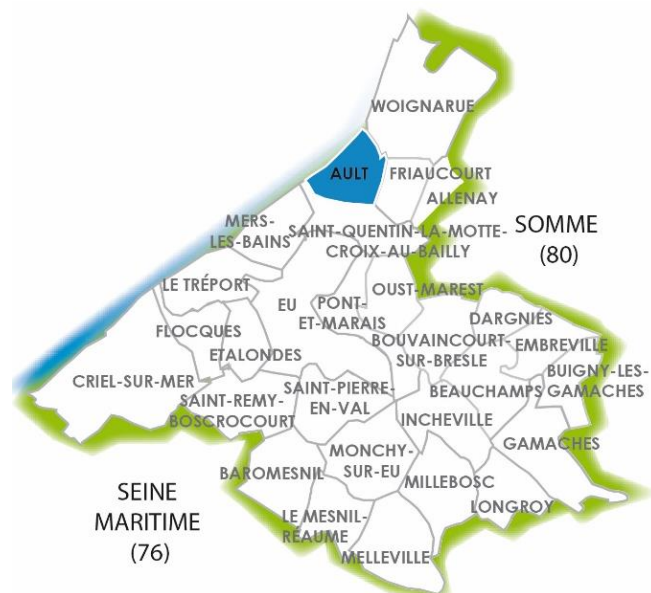 WOIGNARUE
AULT
FRIAUCOURT
ALLENAY
MERS-
LES-BAINS
SAINT-QUENTIN-LA-MOTTE-
CROIX-AU-BAILLY
SOMME
(80)
LE TRÉPORT
EU
PONT-
ET-MARAIS
OUST-MAREST
FLOCQUES
ETALONDES
DARGNIES
BOUVAINCOURT-
SUR-BRESLE
EMBREVILLE
BUIGNY-LES-
GAMACHES
CRIEL-SUR-MER
SAINT-REMY-
BOSCROCOURT
SAINT-PIERRE-
EN-VAL
BEAUCHAMPS
INCHEVILLE
GAMACHES
BAROMESNIL
MONCHY-
SUR-EU
MILLEBOSC
LONGROY
SEINE
MARITIME
(76)
LE MESNIL-
RÉAUME
MELLEVILLE